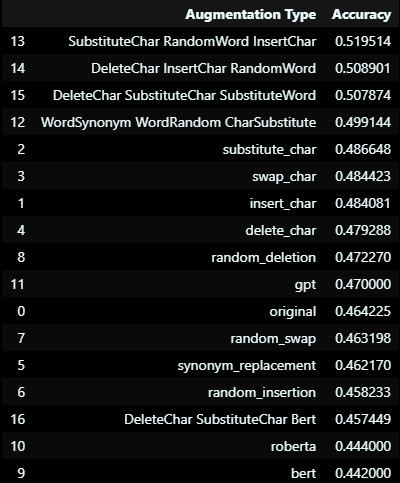 Augmentation Type Accuracy
13 SubstituteChar RandomWord InsertChar 0.519514
14 DeleteChar InsertChar RandomWord 0.508901
15 DeleteChar SubstituteChar SubstituteWord 0.507874
12 WordSynonym WordRandom CharSubstitute 0.499144
2 substitute_char 0.486648
3 swap_char 0.484423
1 insert_char 0.484081
4 delete_char 0.479288
8 random_deletion 0.472270
11 gpt 0.470000
0 original 0.464225
7 random_swap 0.463198
5 synonym_replacement 0.462170
6 random_insertion 0.458233
16 DeleteChar SubstituteChar Bert 0.457449
10 roberta 0.444000
9 bert 0.442000